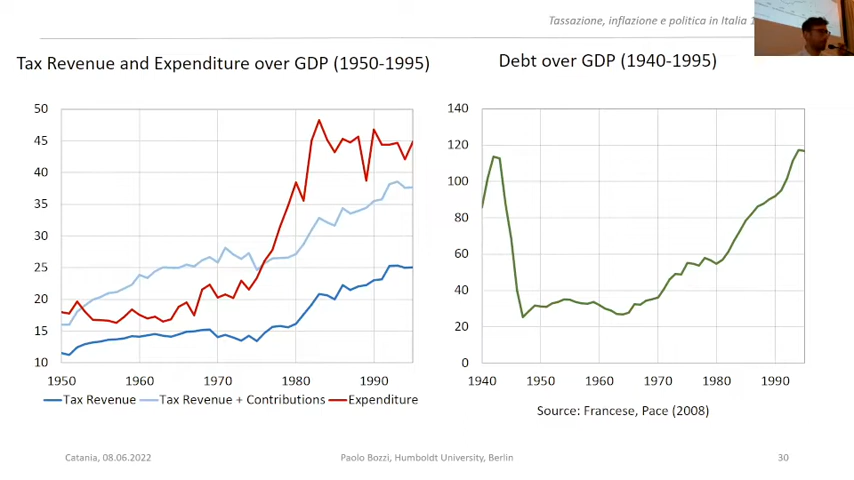 Tassazione, inflazione e politica in Italia 1
Tax Revenue and Expenditure over GDP (1950-1995)
50
45
40
35
30
25
20
15
10
1950 1960 1970 1980 1990
Tax Revenue Tax Revenue + Contributions Expenditure
Debt over GDP (1940-1995)
140
120
100
80
60
40
20
0
1940 1950 1960 1970 1980 1990
Source: Francese, Pace (2008)
Catania, 08.06.2022 Paolo Bozzi, Humboldt University, Berlin 30